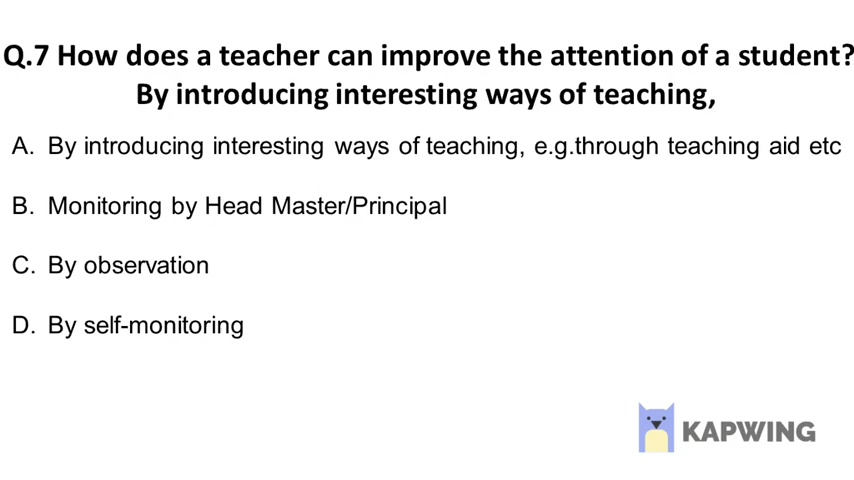 Q.7 How does a teacher can improve the attention of a student?
By introducing interesting ways of teaching,
A. By introducing interesting ways of teaching, e.g.through teaching aid etc
B. Monitoring by Head Master/Principal
C. By observation
D. By self-monitoring
KAPWING